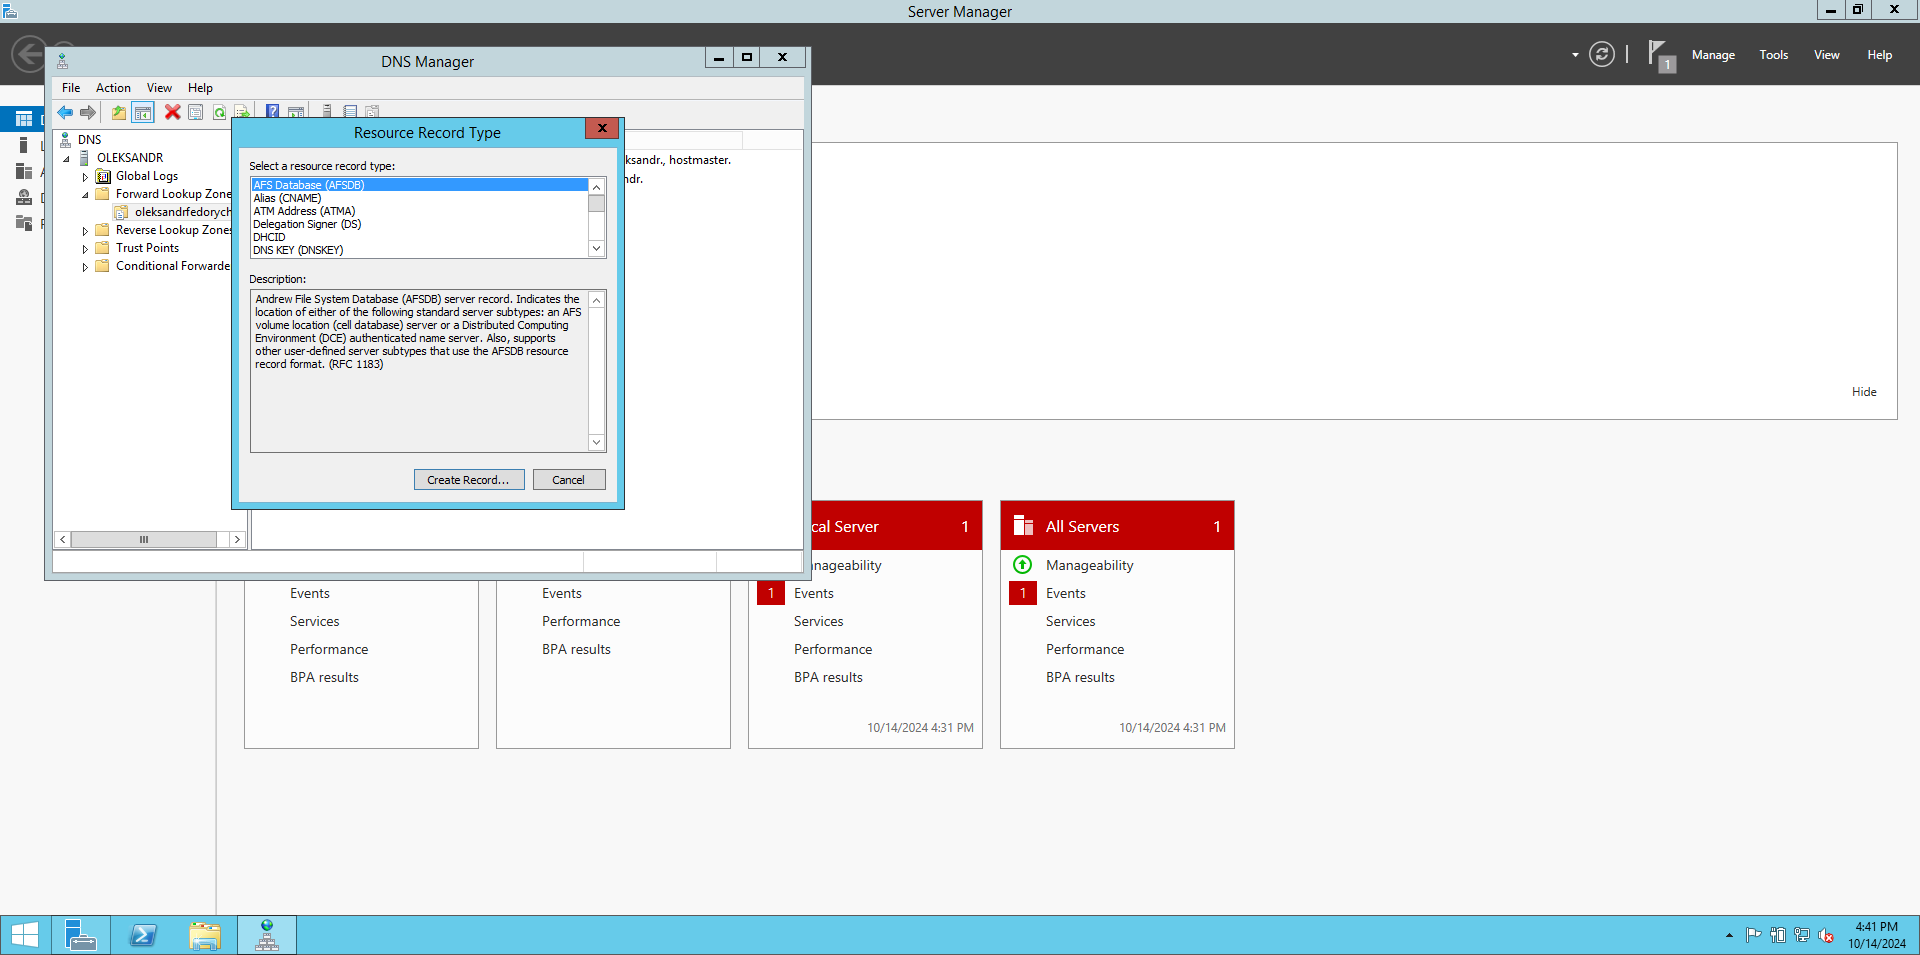 Server Manager
1
Manage
Tools
View
Help
DNS Manager
File
Action
View
Help
DNS
OLEKSANDR
Global Logs
Forward Lookup Zone
oleksandrfedorych
Reverse Lookup Zones
Trust Points
Conditional Forwarde
ksandr., hostmaster.
ndr.
Resource Record Type
Select a resource record type:
AFS Database (AFSDB)
Alias (CNAME)
ATM Address (ATMA)
Delegation Signer (DS)
DHCID
DNS KEY (DNSKEY)
Description:
Andrew File System Database (AFSDB) server record. Indicates the
location of either of the following standard server subtypes: an AFS
volume location (cell database) server or a Distributed Computing
Environment (DCE) authenticated name server. Also, supports
other user-defined server subtypes that use the AFSDB resource
record format. (RFC 1183)
Create Record...
Cancel
Hide
Events
Services
Performance
BPA results
Events
Performance
BPA results
cal Server 1
nageability
1 Events
Services
Performance
BPA results
10/14/2024 4:31 PM
All Servers 1
Manageability
1 Events
Services
Performance
BPA results
10/14/2024 4:31 PM
4:41 PM
10/14/2024